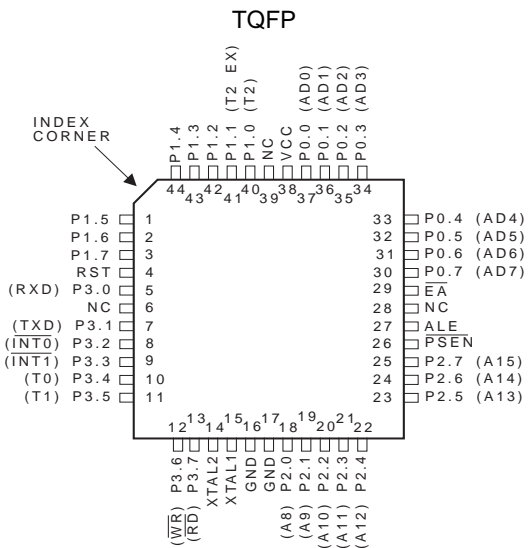 TQFP
INDEX
CORNER
P1.4
P1.3
P1.2
P1.1 (T2 EX)
P1.0 (T2)
NC
VCC
P0.0 (AD0)
P0.1 (AD1)
P0.2 (AD2)
P0.3 (AD3)
44 43 42 41 40 39 38 37 36 35 34
P1.5 1
P1.6 2
P1.7 3
RST 4
(RXD) P3.0 5
NC 6
(TXD) P3.1 7
(INT0) P3.2 8
(INT1) P3.3 9
(T0) P3.4 10
(T1) P3.5 11
33 P0.4 (AD4)
32 P0.5 (AD5)
31 P0.6 (AD6)
30 P0.7 (AD7)
29 EA
28 NC
27 ALE
26 PSEN
25 P2.7 (A15)
24 P2.6 (A14)
23 P2.5 (A13)
12 13 14 15 16 17 18 19 20 21 22
(WR) P3.6
(RD) P3.7
XTAL2
XTAL1
GND
GND
(A8) P2.0
(A9) P2.1
(A10) P2.2
(A11) P2.3
(A12) P2.4